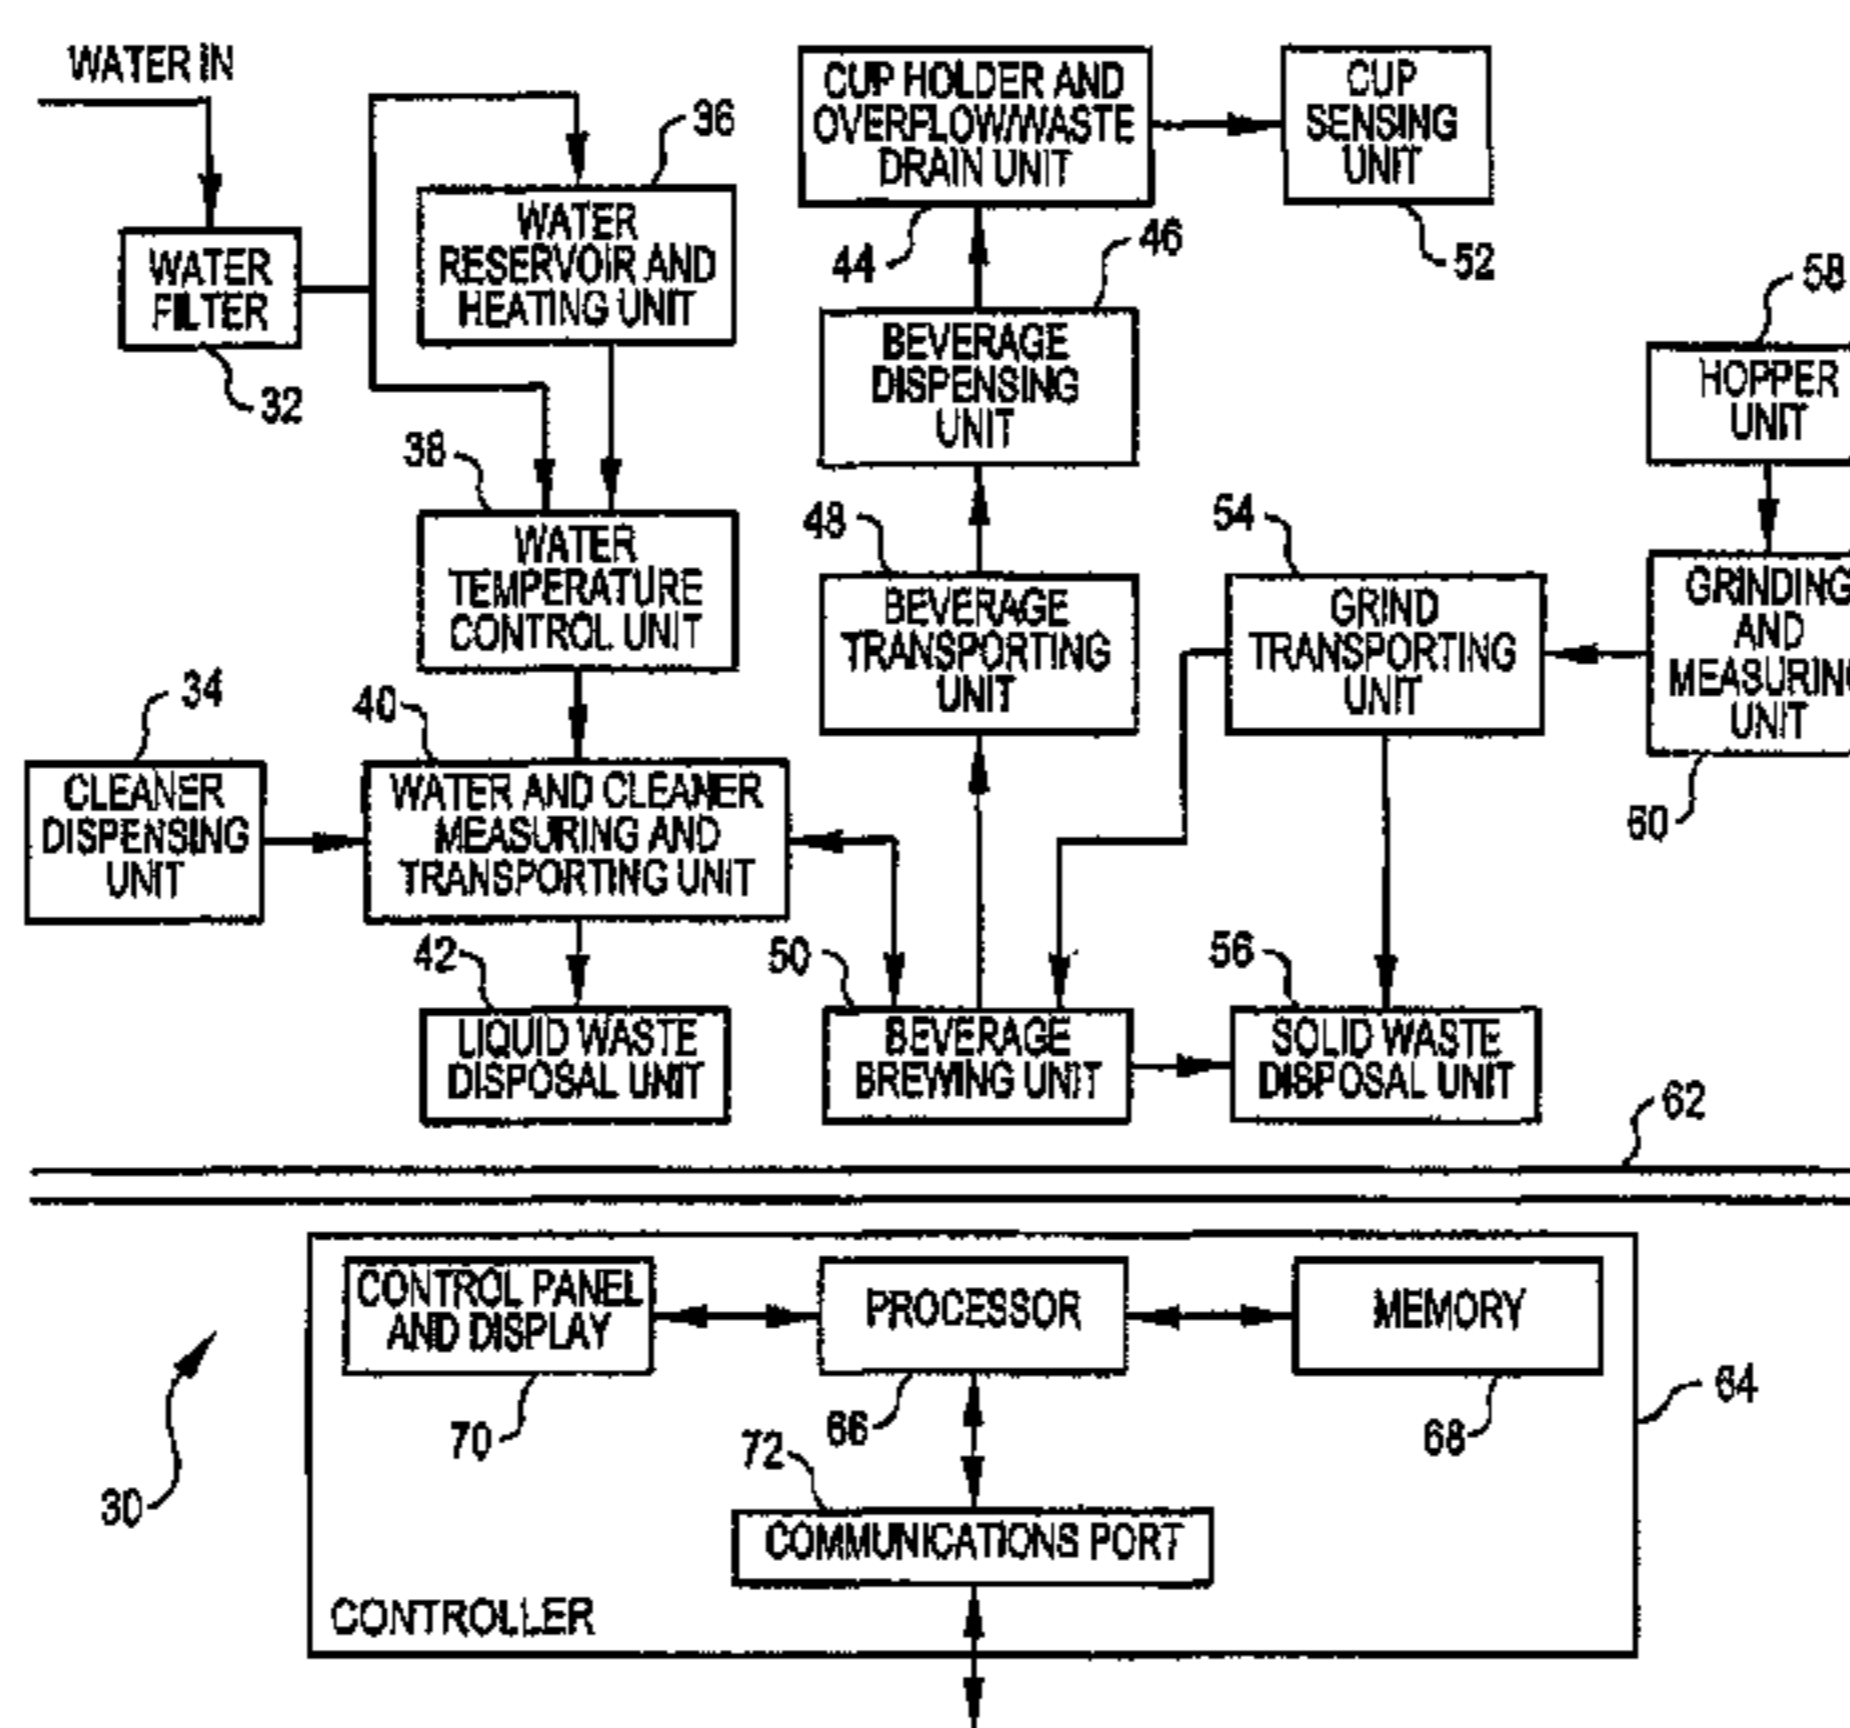 WATER IN
WATER
FILTER
32
36
WATER
RESERVOIR AND
HEATING UNIT
38
WATER
TEMPERATURE
CONTROL UNIT
34
CLEANER
DISPENSING
UNIT
40
WATER AND CLEANER
MEASURING AND
TRANSPORTING UNIT
42
LIQUID WASTE
DISPOSAL UNIT
CUP HOLDER AND
OVERFLOW/WASTE
DRAIN UNIT
44
CUP
SENSING
UNIT
52
46
BEVERAGE
DISPENSING
UNIT
48
BEVERAGE
TRANSPORTING
UNIT
50
BEVERAGE
BREWING UNIT
54
GRIND
TRANSPORTING
UNIT
56
SOLID WASTE
DISPOSAL UNIT
58
HOPPER
UNIT
GRINDING
AND
MEASURING
UNIT
60
62
CONTROL PANEL
AND DISPLAY
70
PROCESSOR
66
MEMORY
68
64
72
COMMUNICATIONS PORT
CONTROLLER
30